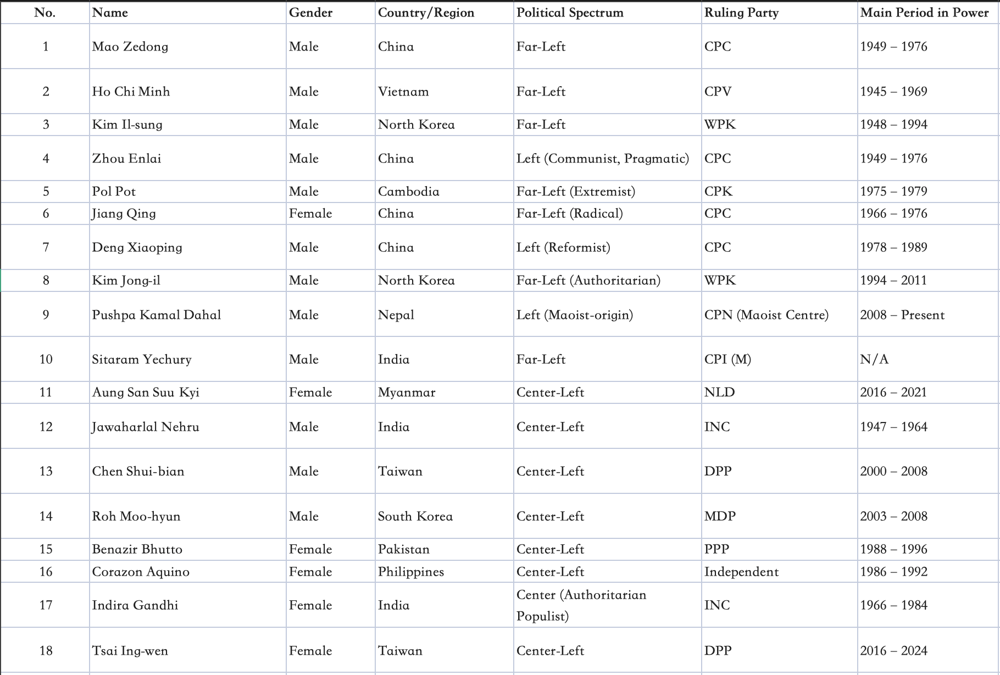 No. Name Gender Country/Region Political Spectrum Ruling Party Main Period in Power
1 Mao Zedong Male China Far-Left CPC 1949 – 1976
2 Ho Chi Minh Male Vietnam Far-Left CPV 1945 – 1969
3 Kim Il-sung Male North Korea Far-Left WPK 1948 – 1994
4 Zhou Enlai Male China Left (Communist, Pragmatic) CPC 1949 – 1976
5 Pol Pot Male Cambodia Far-Left (Extremist) CPK 1975 – 1979
6 Jiang Qing Female China Far-Left (Radical) CPC 1966 – 1976
7 Deng Xiaoping Male China Left (Reformist) CPC 1978 – 1989
8 Kim Jong-il Male North Korea Far-Left (Authoritarian) WPK 1994 – 2011
9 Pushpa Kamal Dahal Male Nepal Left (Maoist-origin) CPN (Maoist Centre) 2008 – Present
10 Sitaram Yechury Male India Far-Left CPI (M) N/A
11 Aung San Suu Kyi Female Myanmar Center-Left NLD 2016 – 2021
12 Jawaharlal Nehru Male India Center-Left INC 1947 – 1964
13 Chen Shui-bian Male Taiwan Center-Left DPP 2000 – 2008
14 Roh Moo-hyun Male South Korea Center-Left MDP 2003 – 2008
15 Benazir Bhutto Female Pakistan Center-Left PPP 1988 – 1996
16 Corazon Aquino Female Philippines Center-Left Independent 1986 – 1992
17 Indira Gandhi Female India Center (Authoritarian
Populist) INC 1966 – 1984
18 Tsai Ing-wen Female Taiwan Center-Left DPP 2016 – 2024